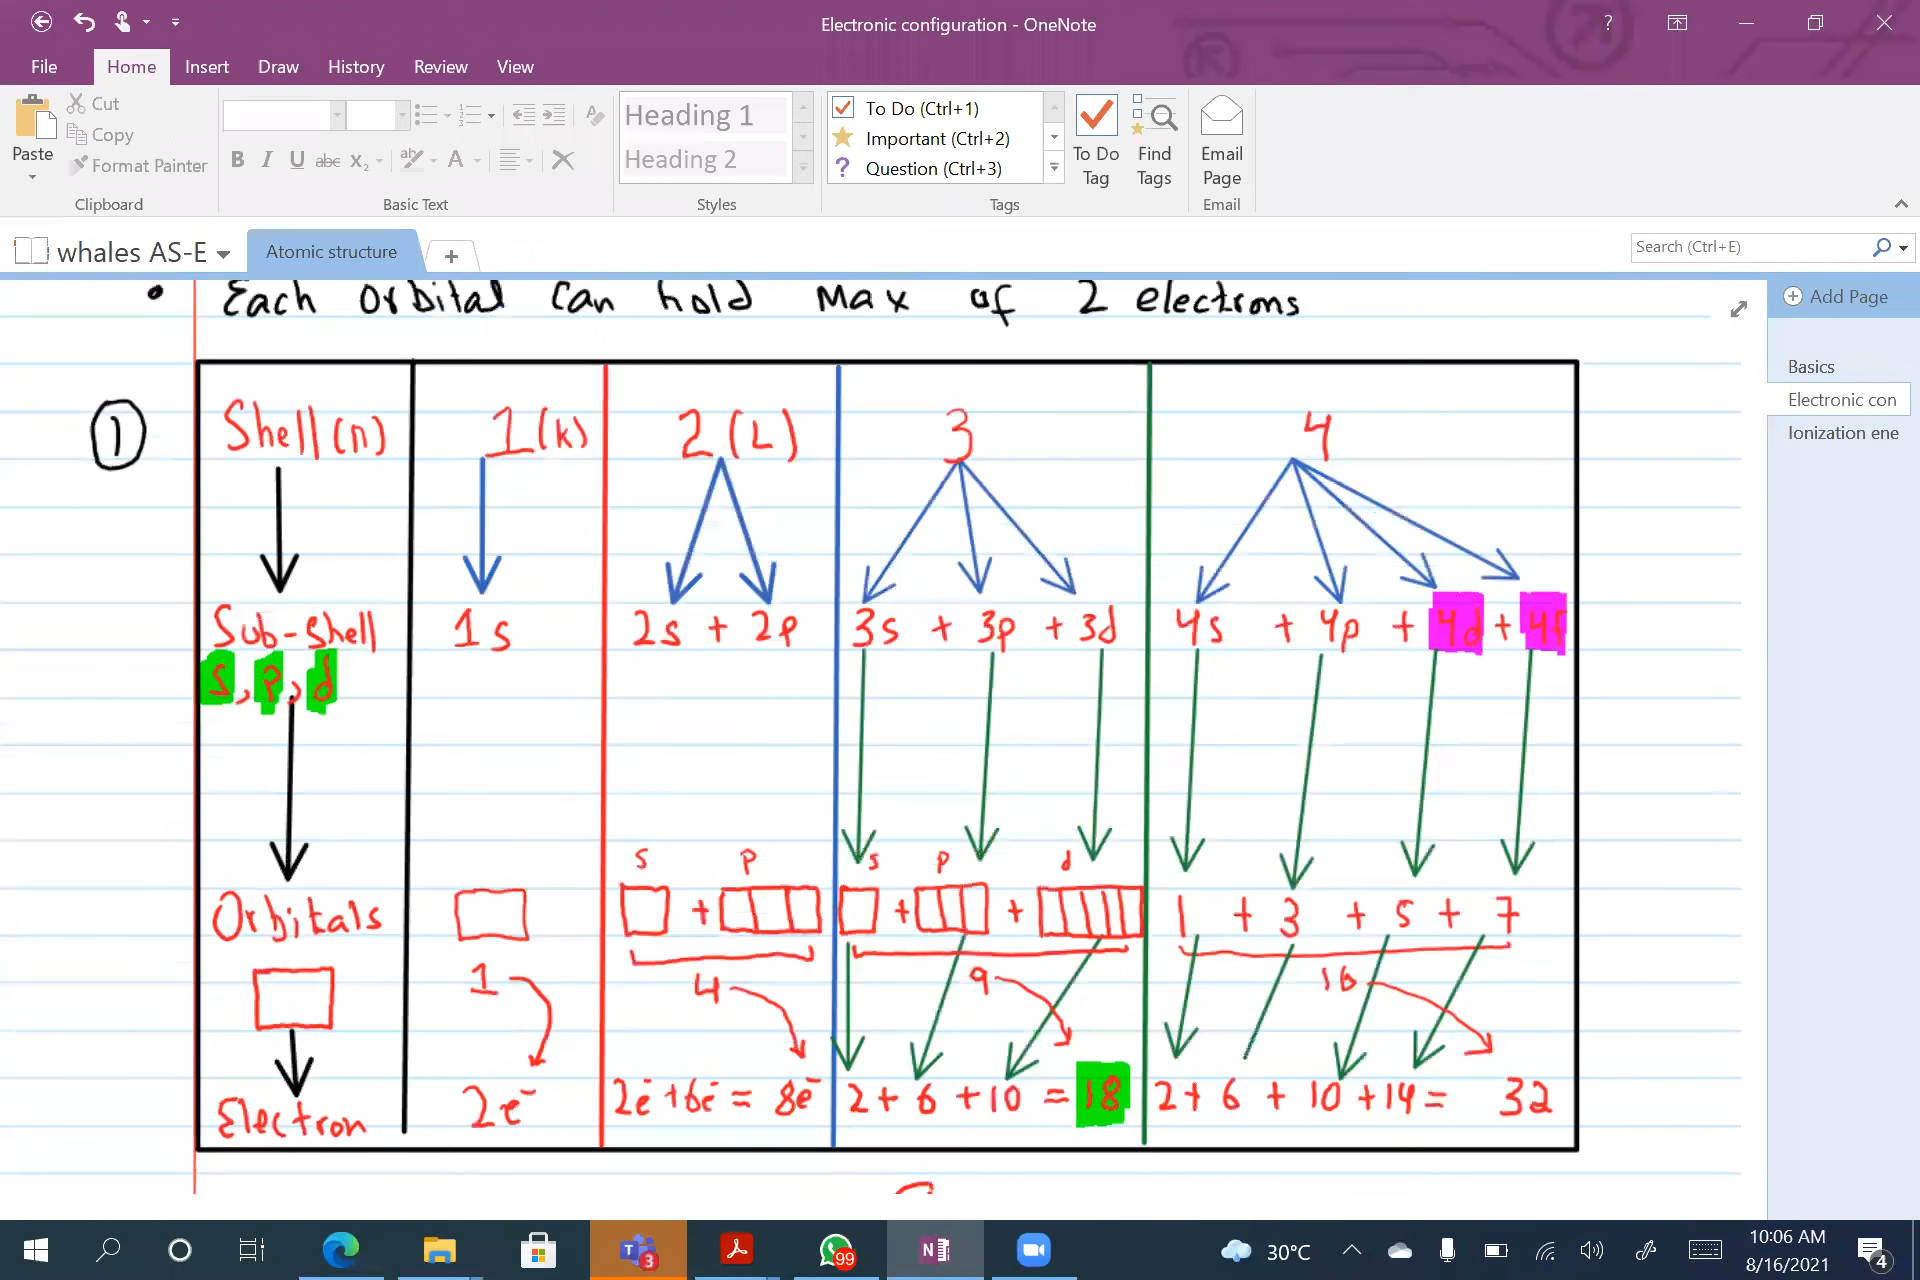 Electronic configuration - OneNote
?
File Home Insert Draw History Review View
Paste
Cut
Copy
Format Painter
Clipboard
B I U abc X₂ A
Basic Text
Heading 1
Heading 2
Styles
To Do (Ctrl+1)
Important (Ctrl+2)
? Question (Ctrl+3)
Tags
To Do Tag
Find Tags
Email Page
Email
whales AS-E
Atomic structure
+
Search (Ctrl+E)
Add Page
Basics
Electronic con
Ionization ene
• Each orbital can hold Max of 2 electrons
1
Shell(n) 1(K) 2(L) 3 4
Sub-shell 1s 2s + 2p 3s + 3p + 3d 4s + 4p + 4d + 4f
s, p, d
s p s p d
Orbitals + + + 1 + 3 + 5 + 7
1 4 9 16
Electron 2e⁻ 2e⁻+6e⁻ = 8e⁻ 2+ 6 +10 = 18 2+ 6 + 10 +14 = 32
3
99
N
30°C
10:06 AM
8/16/2021
4